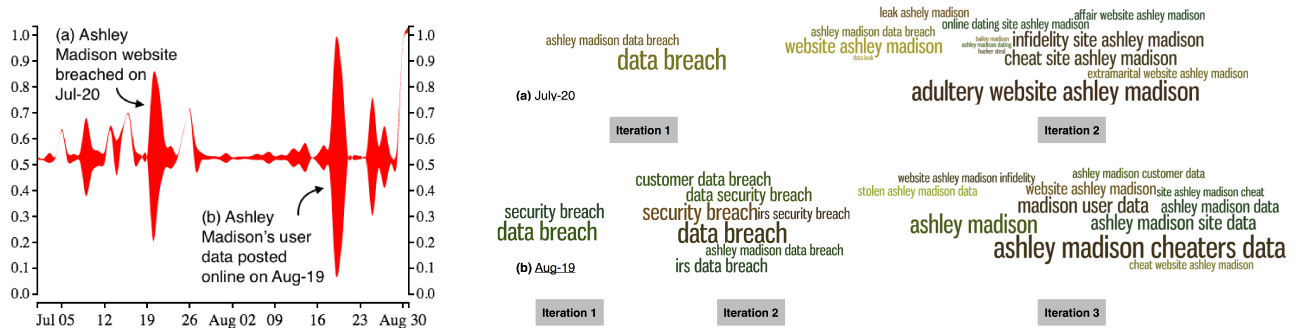 1.0
0.9
0.8
0.7
0.6
0.5
0.4
0.3
0.2
0.1
0.0
(a) Ashley
Madison website
breached on
Jul-20
(b) Ashley
Madison's user
data posted
online on Aug-19
1.0
0.9
0.8
0.7
0.6
0.5
0.4
0.3
0.2
0.1
0.0
Jul 05 12 19 26 Aug 02 09 16 23 Aug 30
ashley madison data breach
data breach
(a) July-20
Iteration 1
leak ashely madison
affair website ashley madison
online dating site ashley madison
ashley madison data breach
website ashley madison
bailee madison
infidelity site ashley madison
ashley madison dating
hacker steal
data leak
cheat site ashley madison
extramarital website ashley madison
adultery website ashley madison
Iteration 2
security breach
data breach
(b) Aug-19
Iteration 1
customer data breach
data security breach
security breach
irs security breach
data breach
ashley madison data breach
irs data breach
Iteration 2
website ashley madison infidelity
ashley madison customer data
stolen ashley madison data
website ashley madison
site ashley madison cheat
madison user data
ashley madison data
ashley madison
ashley madison site data
ashley madison cheaters data
cheat website ashley madison
Iteration 3